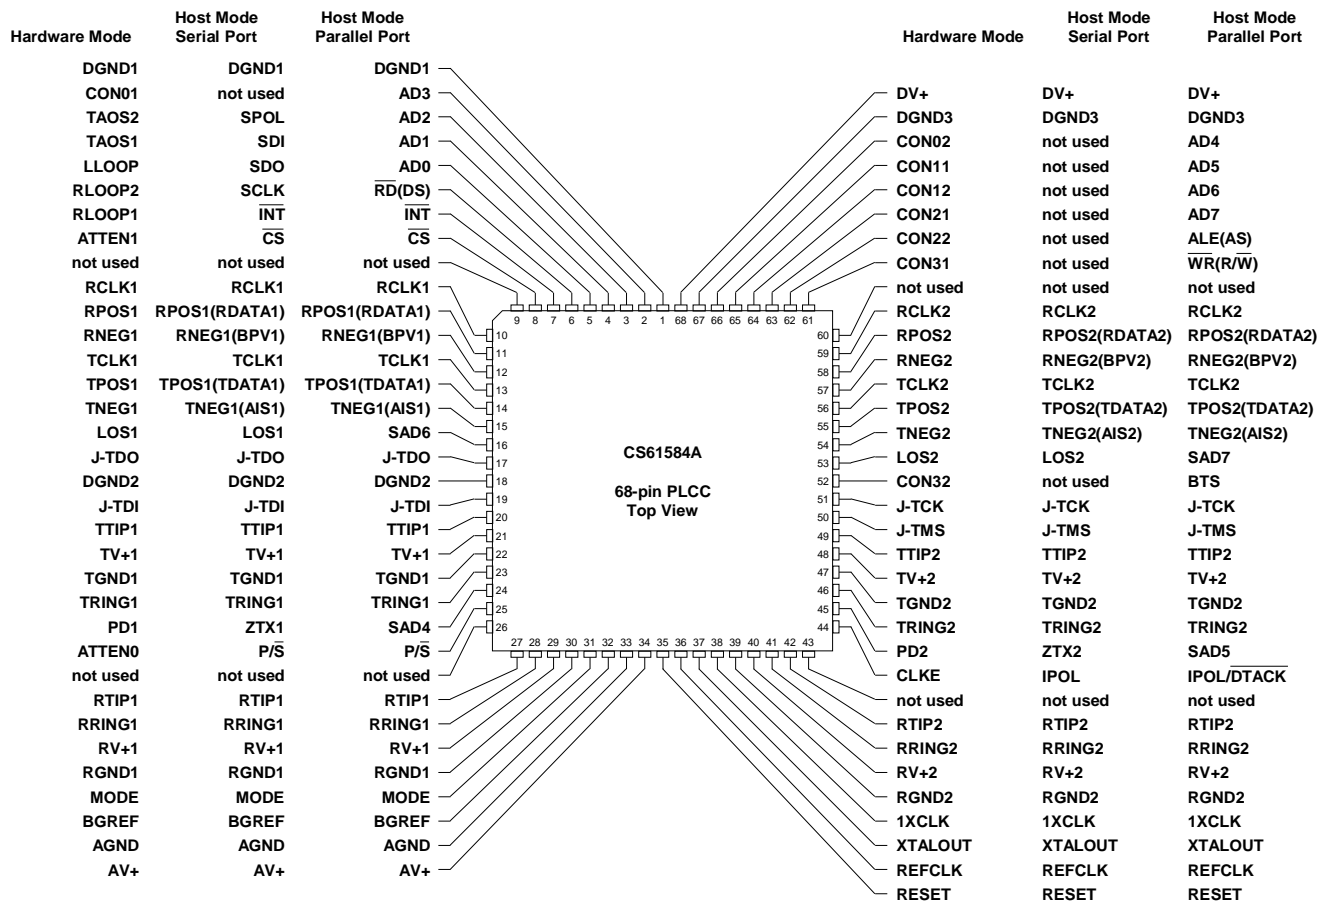 Hardware Mode Host Mode Serial Port Host Mode Parallel Port
DGND1 DGND1 DGND1
CON01 not used AD3
TAOS2 SPOL AD2
TAOS1 SDI AD1
LLOOP SDO AD0
RLOOP2 SCLK R̅D̅(DS)
RLOOP1 I̅N̅T̅ I̅N̅T̅
ATTEN1 C̅S̅ C̅S̅
not used not used not used
RCLK1 RCLK1 RCLK1
RPOS1 RPOS1(RDATA1) RPOS1(RDATA1)
RNEG1 RNEG1(BPV1) RNEG1(BPV1)
TCLK1 TCLK1 TCLK1
TPOS1 TPOS1(TDATA1) TPOS1(TDATA1)
TNEG1 TNEG1(AIS1) TNEG1(AIS1)
LOS1 LOS1 SAD6
J-TDO J-TDO J-TDO
DGND2 DGND2 DGND2
J-TDI J-TDI J-TDI
TTIP1 TTIP1 TTIP1
TV+1 TV+1 TV+1
TGND1 TGND1 TGND1
TRING1 TRING1 TRING1
PD1 ZTX1 SAD4
ATTEN0 P/S̅ P/S̅
not used not used not used
RTIP1 RTIP1 RTIP1
RRING1 RRING1 RRING1
RV+1 RV+1 RV+1
RGND1 RGND1 RGND1
MODE MODE MODE
BGREF BGREF BGREF
AGND AGND AGND
AV+ AV+ AV+
9 8 7 6 5 4 3 2 1 68 67 66 65 64 63 62 61
10
11
12
13
14
15
16
17
18
19
20
21
22
23
24
25
26
CS61584A
68-pin PLCC
Top View
60
59
58
57
56
55
54
53
52
51
50
49
48
47
46
45
44
27 28 29 30 31 32 33 34 35 36 37 38 39 40 41 42 43
Hardware Mode Host Mode Serial Port Host Mode Parallel Port
DV+ DV+ DV+
DGND3 DGND3 DGND3
CON02 not used AD4
CON11 not used AD5
CON12 not used AD6
CON21 not used AD7
CON22 not used ALE(AS)
CON31 not used W̅R̅(R/W̅)
not used not used not used
RCLK2 RCLK2 RCLK2
RPOS2 RPOS2(RDATA2) RPOS2(RDATA2)
RNEG2 RNEG2(BPV2) RNEG2(BPV2)
TCLK2 TCLK2 TCLK2
TPOS2 TPOS2(TDATA2) TPOS2(TDATA2)
TNEG2 TNEG2(AIS2) TNEG2(AIS2)
LOS2 LOS2 SAD7
CON32 not used BTS
J-TCK J-TCK J-TCK
J-TMS J-TMS J-TMS
TTIP2 TTIP2 TTIP2
TV+2 TV+2 TV+2
TGND2 TGND2 TGND2
TRING2 TRING2 TRING2
PD2 ZTX2 SAD5
CLKE IPOL IPOL/D̅T̅A̅C̅K̅
not used not used not used
RTIP2 RTIP2 RTIP2
RRING2 RRING2 RRING2
RV+2 RV+2 RV+2
RGND2 RGND2 RGND2
1XCLK 1XCLK 1XCLK
XTALOUT XTALOUT XTALOUT
REFCLK REFCLK REFCLK
RESET RESET RESET